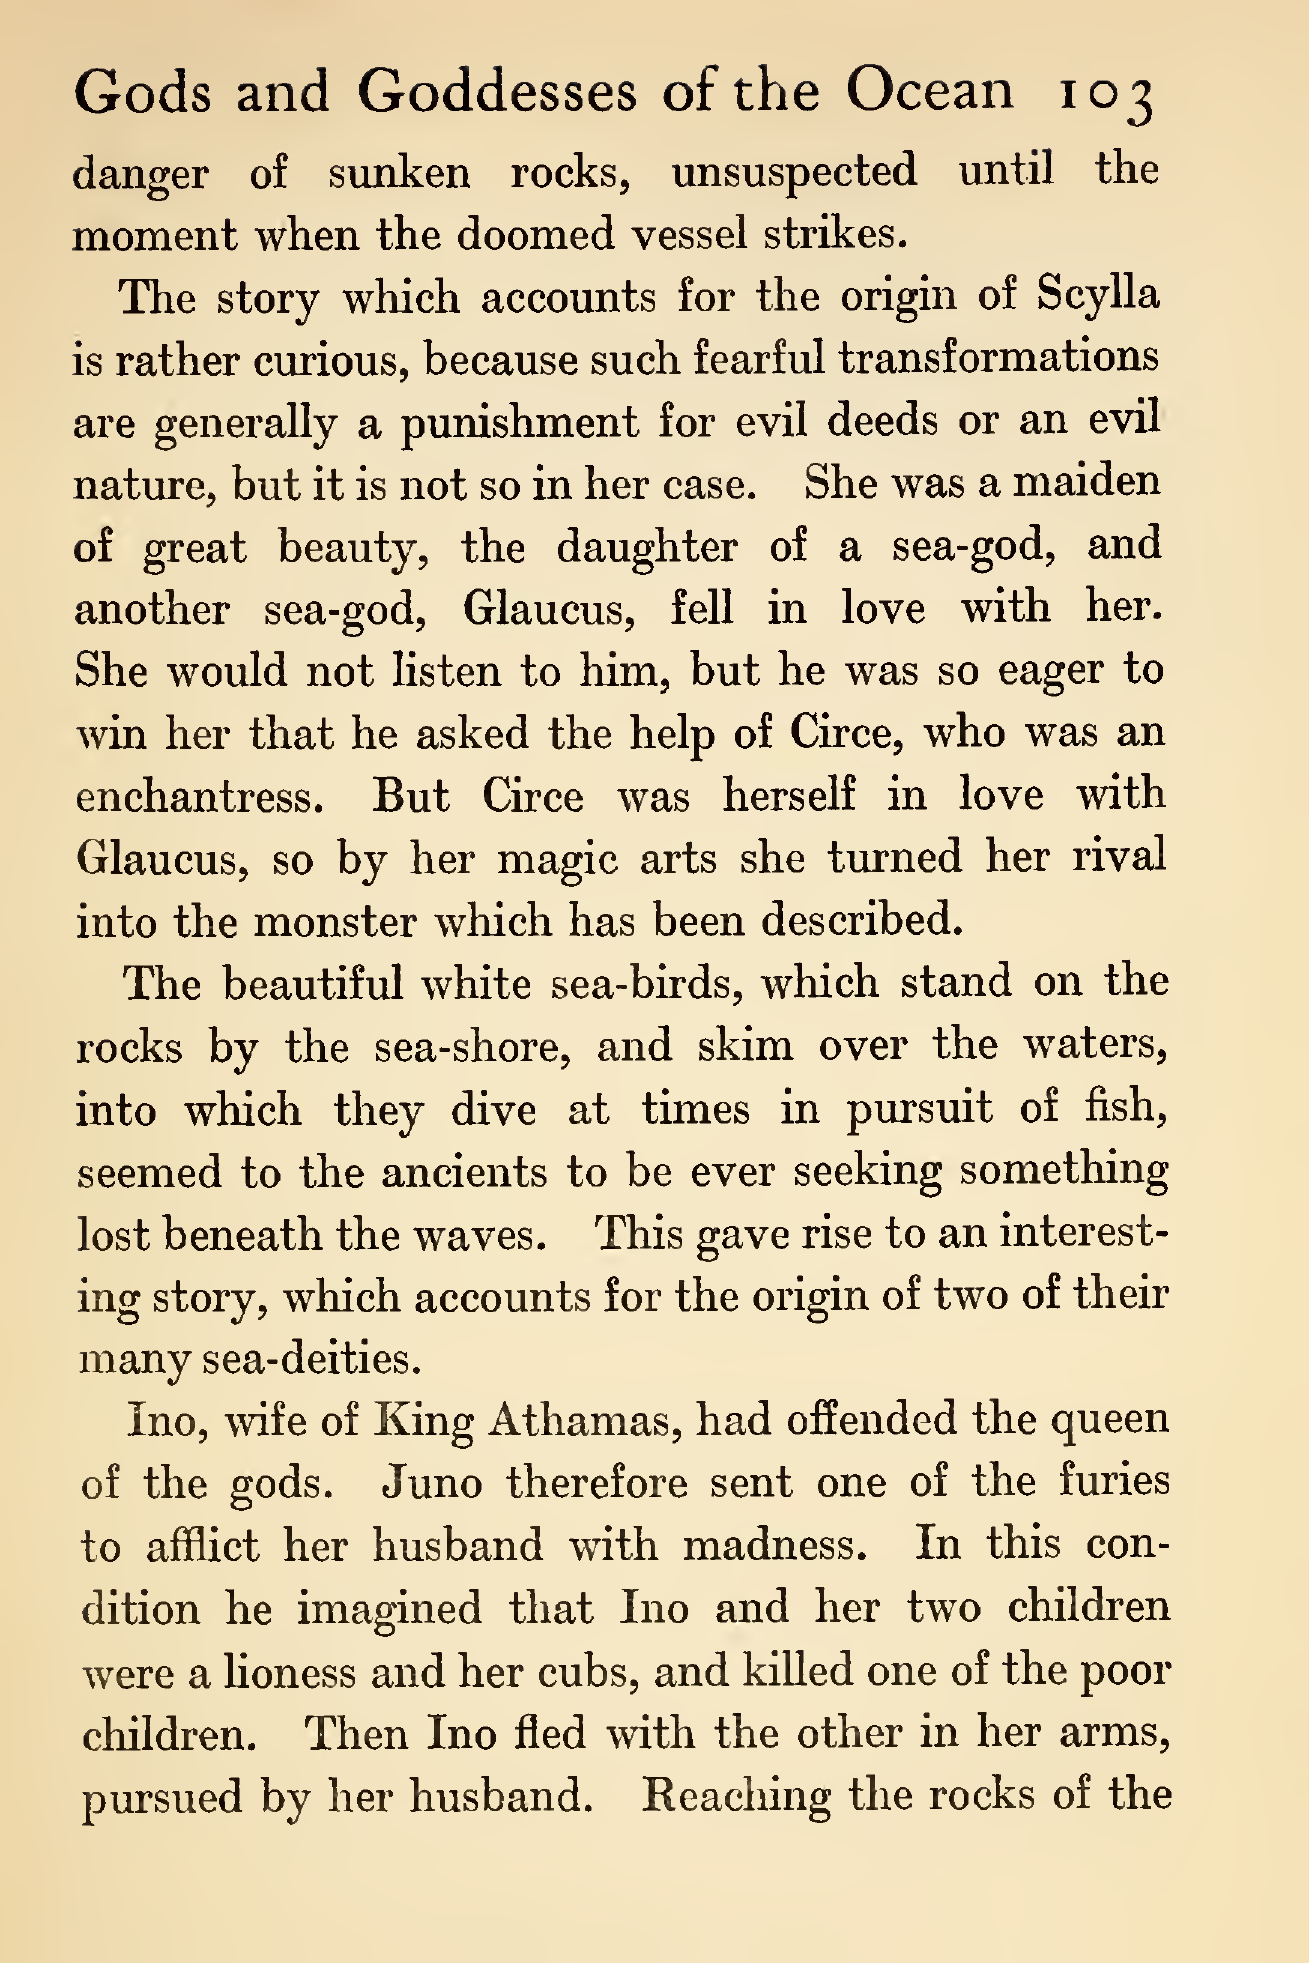 Gods and Goddesses of the Ocean 103
danger of sunken rocks, unsuspected until the
moment when the doomed vessel strikes.
The story which accounts for the origin of Scylla
is rather curious, because such fearful transformations
are generally a punishment for evil deeds or an evil
nature, but it is not so in her case. She was a maiden
of great beauty, the daughter of a sea-god, and
another sea-god, Glaucus, fell in love with her.
She would not listen to him, but he was so eager to
win her that he asked the help of Circe, who was an
enchantress. But Circe was herself in love with
Glaucus, so by her magic arts she turned her rival
into the monster which has been described.
The beautiful white sea-birds, which stand on the
rocks by the sea-shore, and skim over the waters,
into which they dive at times in pursuit of fish,
seemed to the ancients to be ever seeking something
lost beneath the waves. This gave rise to an interest-
ing story, which accounts for the origin of two of their
many sea-deities.
Ino, wife of King Athamas, had offended the queen
of the gods. Juno therefore sent one of the furies
to afflict her husband with madness. In this con-
dition he imagined that Ino and her two children
were a lioness and her cubs, and killed one of the poor
children. Then Ino fled with the other in her arms,
pursued by her husband. Reaching the rocks of the